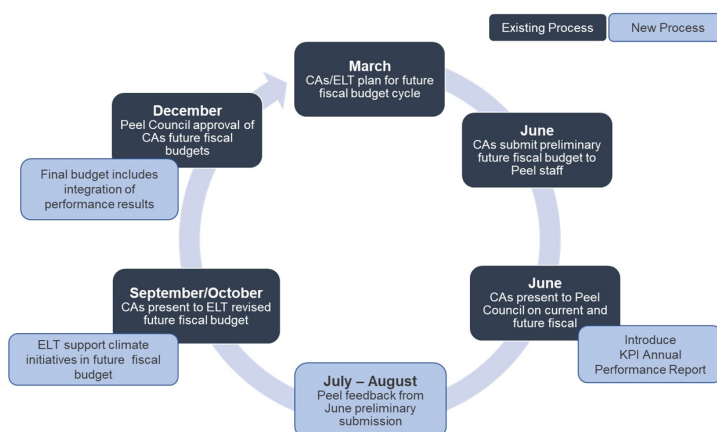 Existing Process
New Process
March
CAs/ELT plan for future
fiscal budget cycle
June
CAs submit preliminary
future fiscal budget to
Peel staff
June
CAs present to Peel
Council on current and
future fiscal
Introduce
KPI Annual
Performance Report
July – August
Peel feedback from
June preliminary
submission
September/October
CAs present to ELT revised
future fiscal budget
ELT support climate
initiatives in future fiscal
budget
December
Peel Council approval of
CAs future fiscal
budgets
Final budget includes
integration of
performance results